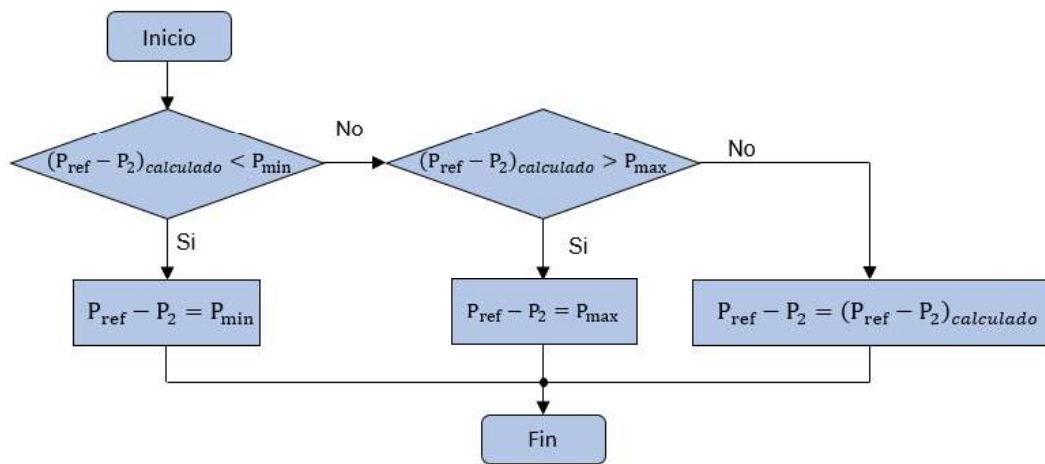 Inicio
(P_ref − P_2)_calculado < P_min
No
(P_ref − P_2)_calculado > P_max
No
Si
Si
P_ref − P_2 = P_min
P_ref − P_2 = P_max
P_ref − P_2 = (P_ref − P_2)_calculado
Fin